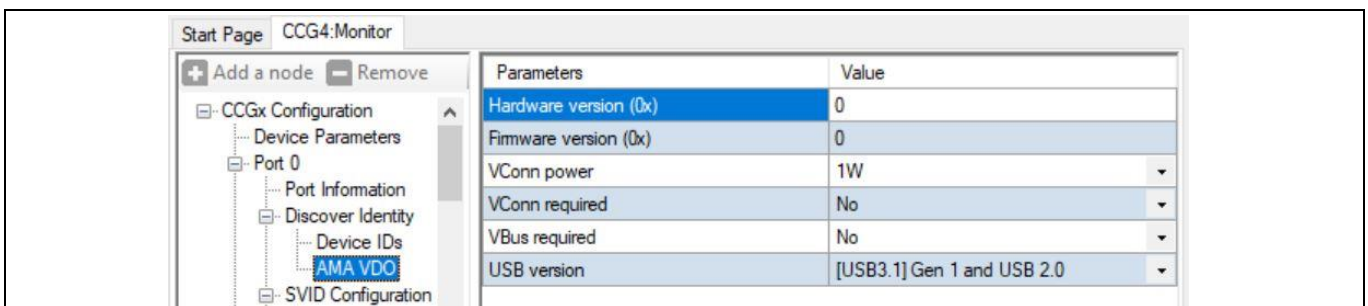 Start Page CCG4:Monitor
Add a node Remove
CCGx Configuration
Device Parameters
Port 0
Port Information
Discover Identity
Device IDs
AMA VDO
SVID Configuration
Parameters Value
Hardware version (0x) 0
Firmware version (0x) 0
VConn power 1W
VConn required No
VBus required No
USB version [USB3.1] Gen 1 and USB 2.0